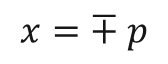 x = ∓ p